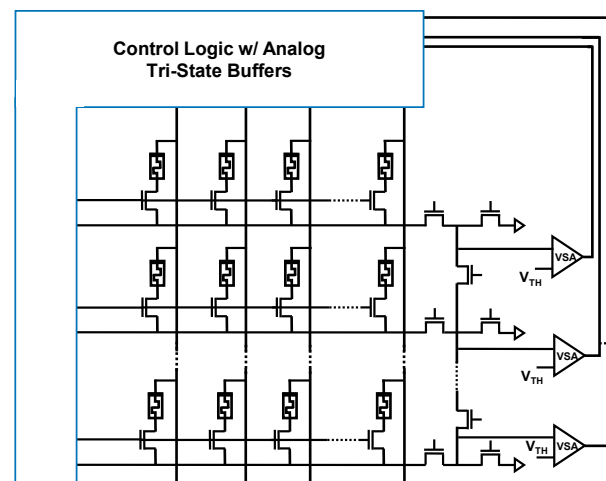 Control Logic w/ Analog
Tri-State Buffers
VSA
VTH
VSA
VTH
VSA
VTH